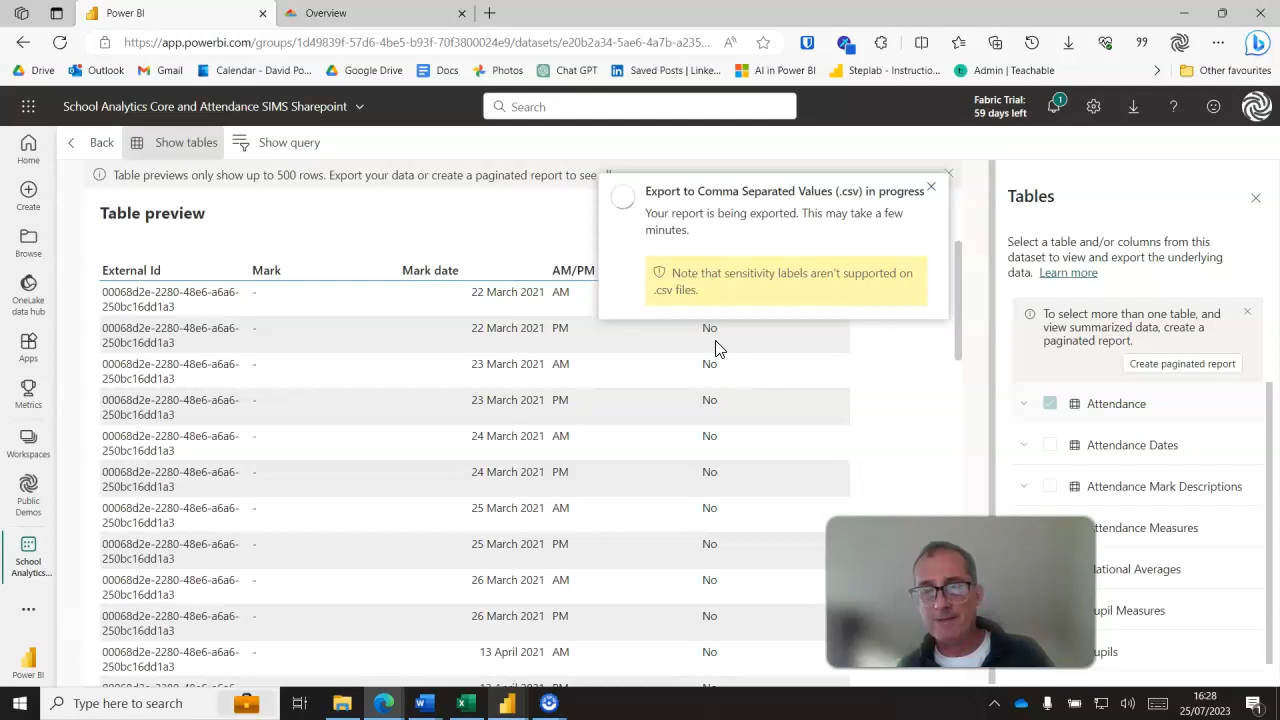 Power BI
Overview
https://app.powerbi.com/groups/1d49839f-57d6-4be5-b93f-70f3800024e9/datasets/e20b2a34-5ae6-4a7b-a235...
Drive
Outlook
Gmail
Calendar - David Po...
Google Drive
Docs
Photos
Chat GPT
Saved Posts | Linke...
AI in Power BI
Steplab - Instructio...
Admin | Teachable
Other favourites
School Analytics Core and Attendance SIMS Sharepoint
Search
Fabric Trial:
59 days left
1
Home
Create
Browse
OneLake
data hub
Apps
Metrics
Workspaces
Public
Demos
School
Analytics...
Power BI
Back
Show tables
Show query
Table previews only show up to 500 rows. Export your data or create a paginated report to see
Table preview
Export to Comma Separated Values (.csv) in progress
Your report is being exported. This may take a few
minutes.
Note that sensitivity labels aren't supported on
.csv files.
External Id Mark Mark date AM/PM
00068d2e-2280-48e6-a6a6- - 22 March 2021 AM
250bc16dd1a3
00068d2e-2280-48e6-a6a6- - 22 March 2021 PM No
250bc16dd1a3
00068d2e-2280-48e6-a6a6- - 23 March 2021 AM No
250bc16dd1a3
00068d2e-2280-48e6-a6a6- - 23 March 2021 PM No
250bc16dd1a3
00068d2e-2280-48e6-a6a6- - 24 March 2021 AM No
250bc16dd1a3
00068d2e-2280-48e6-a6a6- - 24 March 2021 PM No
250bc16dd1a3
00068d2e-2280-48e6-a6a6- - 25 March 2021 AM No
250bc16dd1a3
00068d2e-2280-48e6-a6a6- - 25 March 2021 PM No
250bc16dd1a3
00068d2e-2280-48e6-a6a6- - 26 March 2021 AM No
250bc16dd1a3
00068d2e-2280-48e6-a6a6- - 26 March 2021 PM No
250bc16dd1a3
00068d2e-2280-48e6-a6a6- - 13 April 2021 AM No
250bc16dd1a3
Tables
Select a table and/or columns from this
dataset to view and export the underlying
data. Learn more
To select more than one table, and
view summarized data, create a
paginated report.
Create paginated report
Attendance
Attendance Dates
Attendance Mark Descriptions
ttendance Measures
ational Averages
upil Measures
upils
Type here to search
16:28
25/07/2023
1